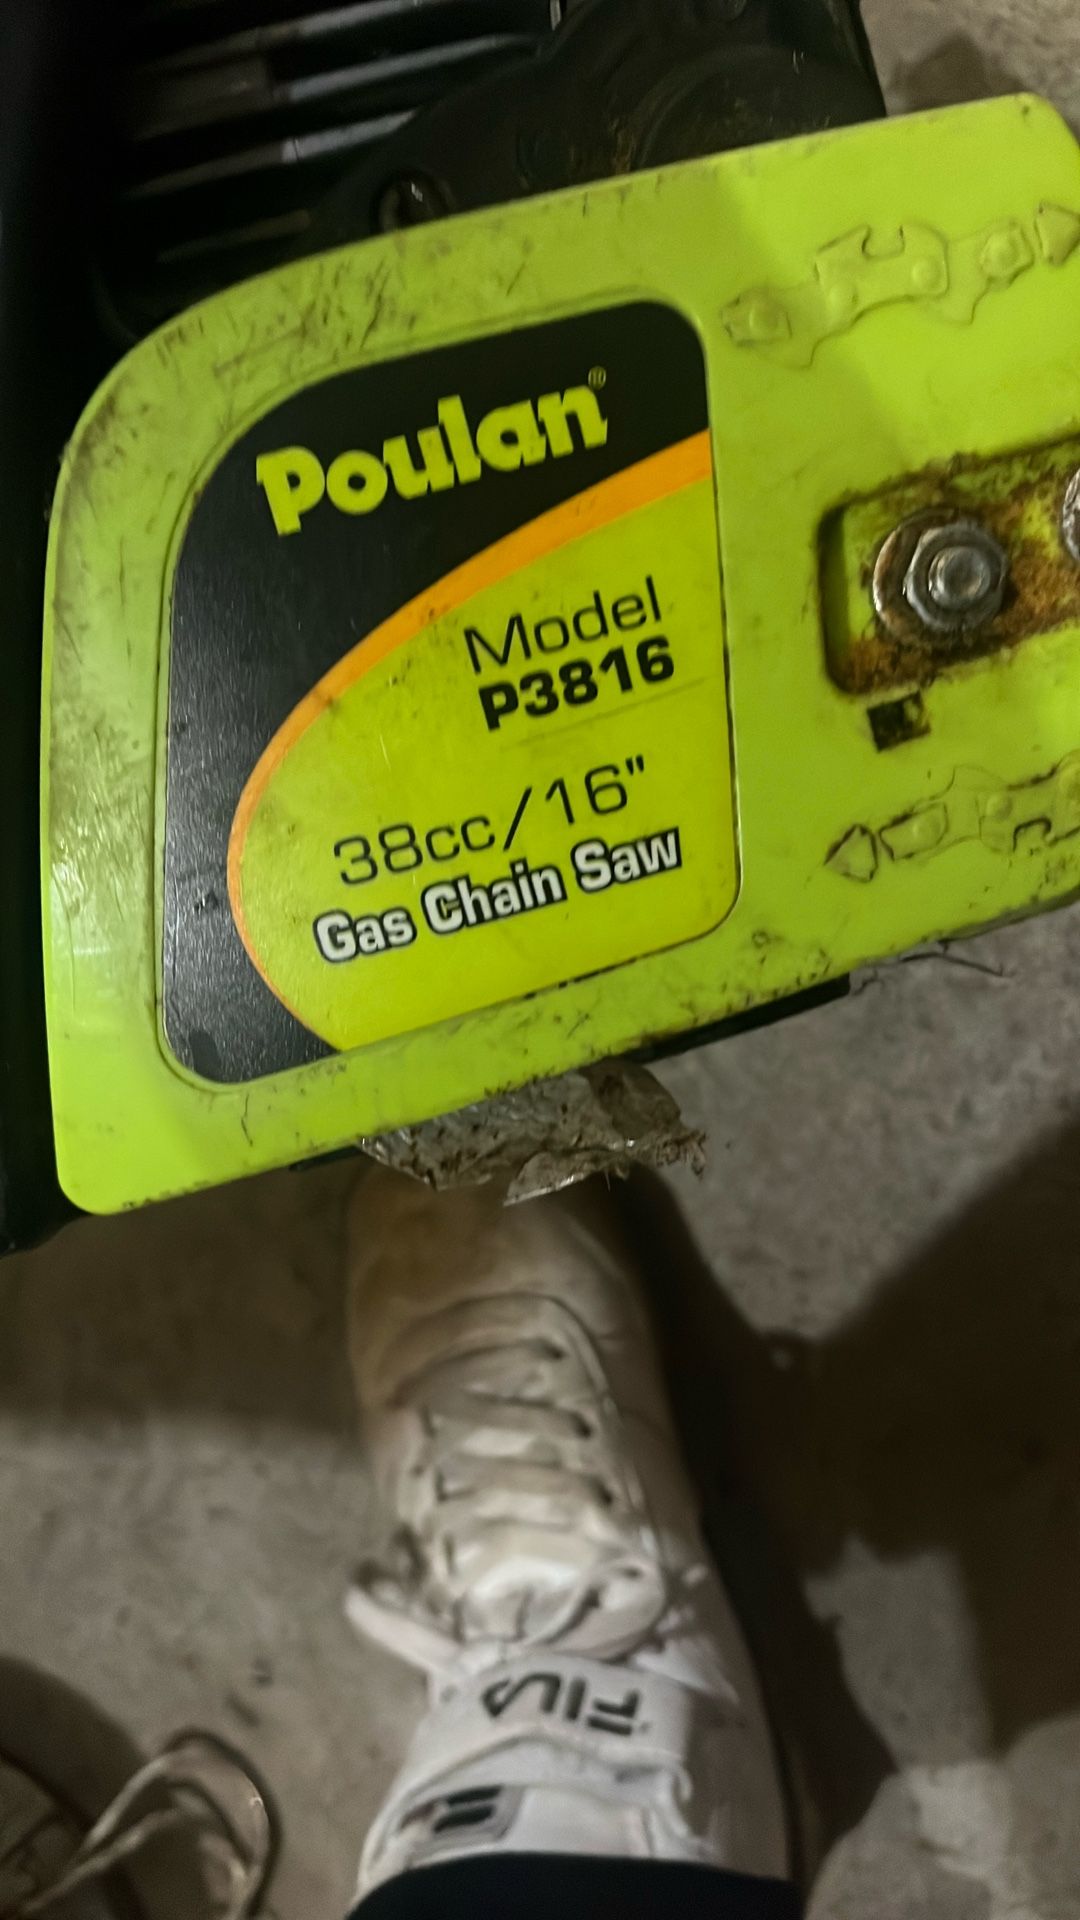 Poulan®
Model
P3816
38cc/16"
Gas Chain Saw
FILA